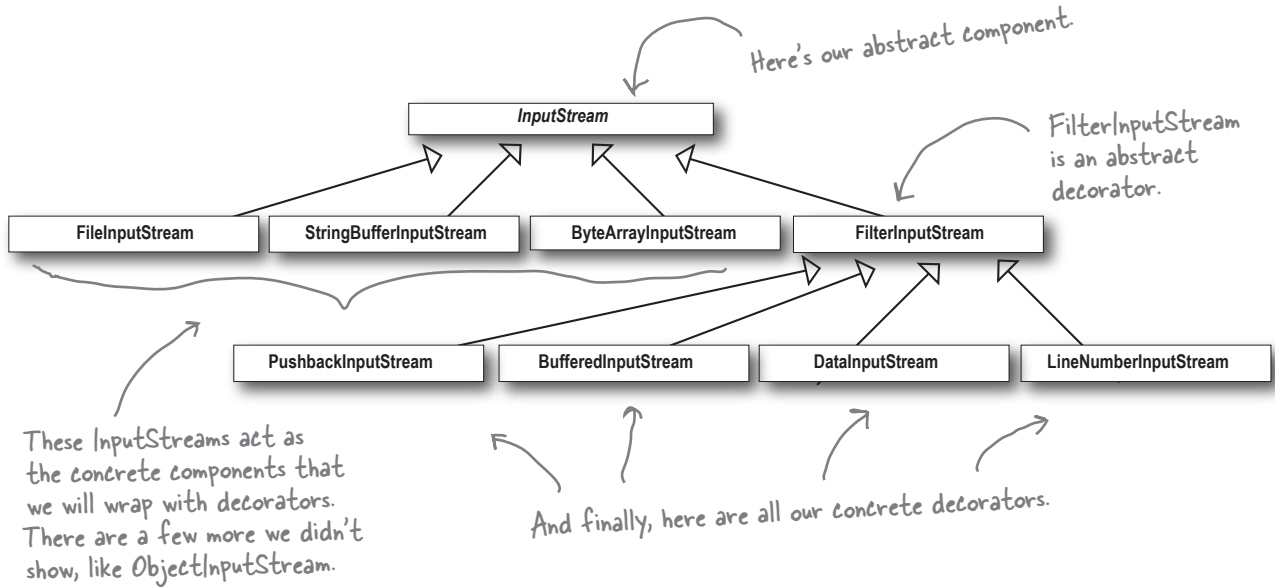 Here's our abstract component.
InputStream
FilterInputStream
is an abstract
decorator.
FileInputStream
StringBufferInputStream
ByteArrayInputStream
FilterInputStream
PushbackInputStream
BufferedInputStream
DataInputStream
LineNumberInputStream
These InputStreams act as
the concrete components that
we will wrap with decorators.
There are a few more we didn't
show, like ObjectInputStream.
And finally, here are all our concrete decorators.